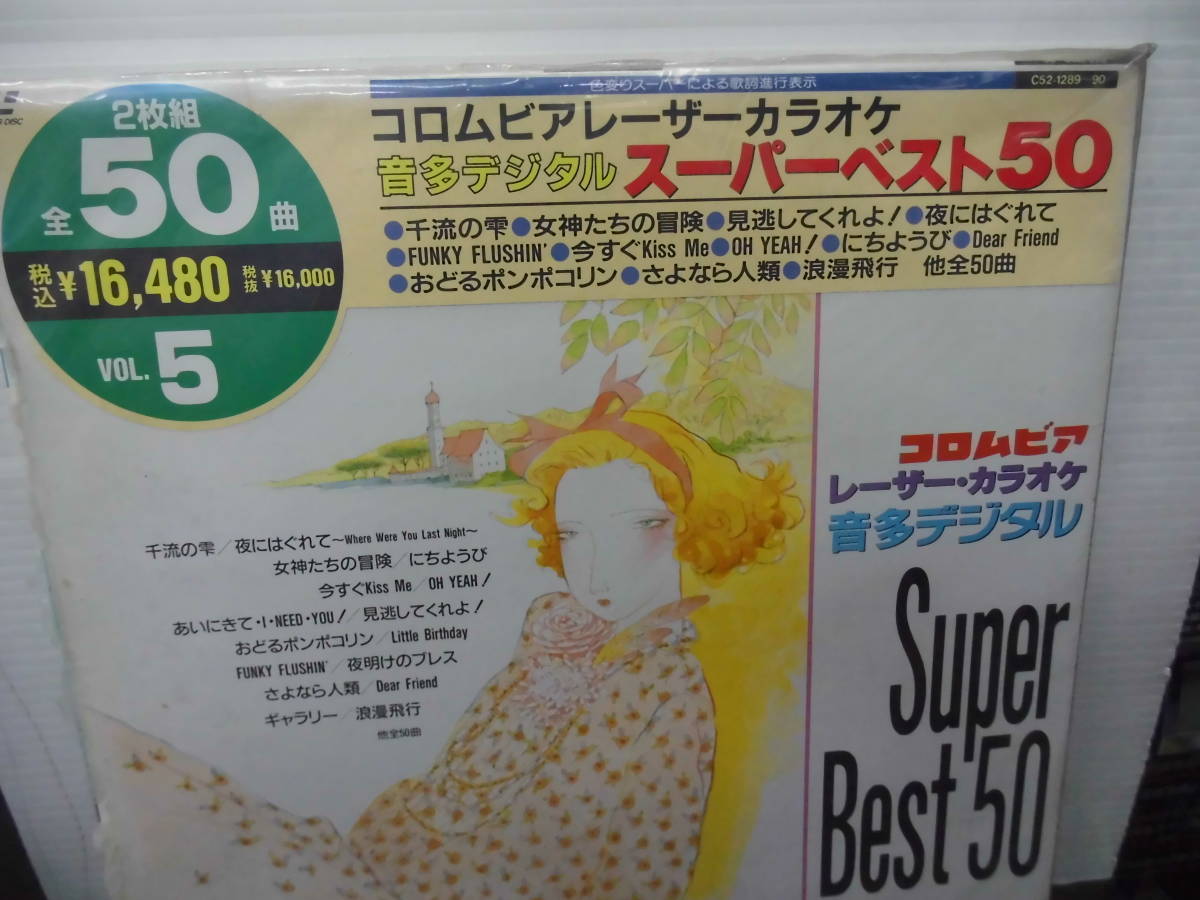 DISC
2枚組
全50曲
税込¥16,480 税抜¥16,000
VOL. 5
色変りスーパーによる歌詞進行表示
C52-1289 90
コロムビアレーザーカラオケ
音多デジタル スーパーベスト50
●千流の雫●女神たちの冒険●見逃してくれよ!●夜にはぐれて
●FUNKY FLUSHIN'●今すぐKiss Me●OH YEAH!●にちようび●Dear Friend
●おどるポンポコリン●さよなら人類●浪漫飛行 他全50曲
千流の雫/夜にはぐれて〜Where Were You Last Night〜
女神たちの冒険/にちようび
今すぐKiss Me/OH YEAH!
あいにきて・I・NEED・YOU!/見逃してくれよ!
おどるポンポコリン/Little Birthday
FUNKY FLUSHIN'/夜明けのブレス
さよなら人類/Dear Friend
ギャラリー/浪漫飛行
他全50曲
コロムビア
レーザー・カラオケ
音多デジタル
Super
Best 50